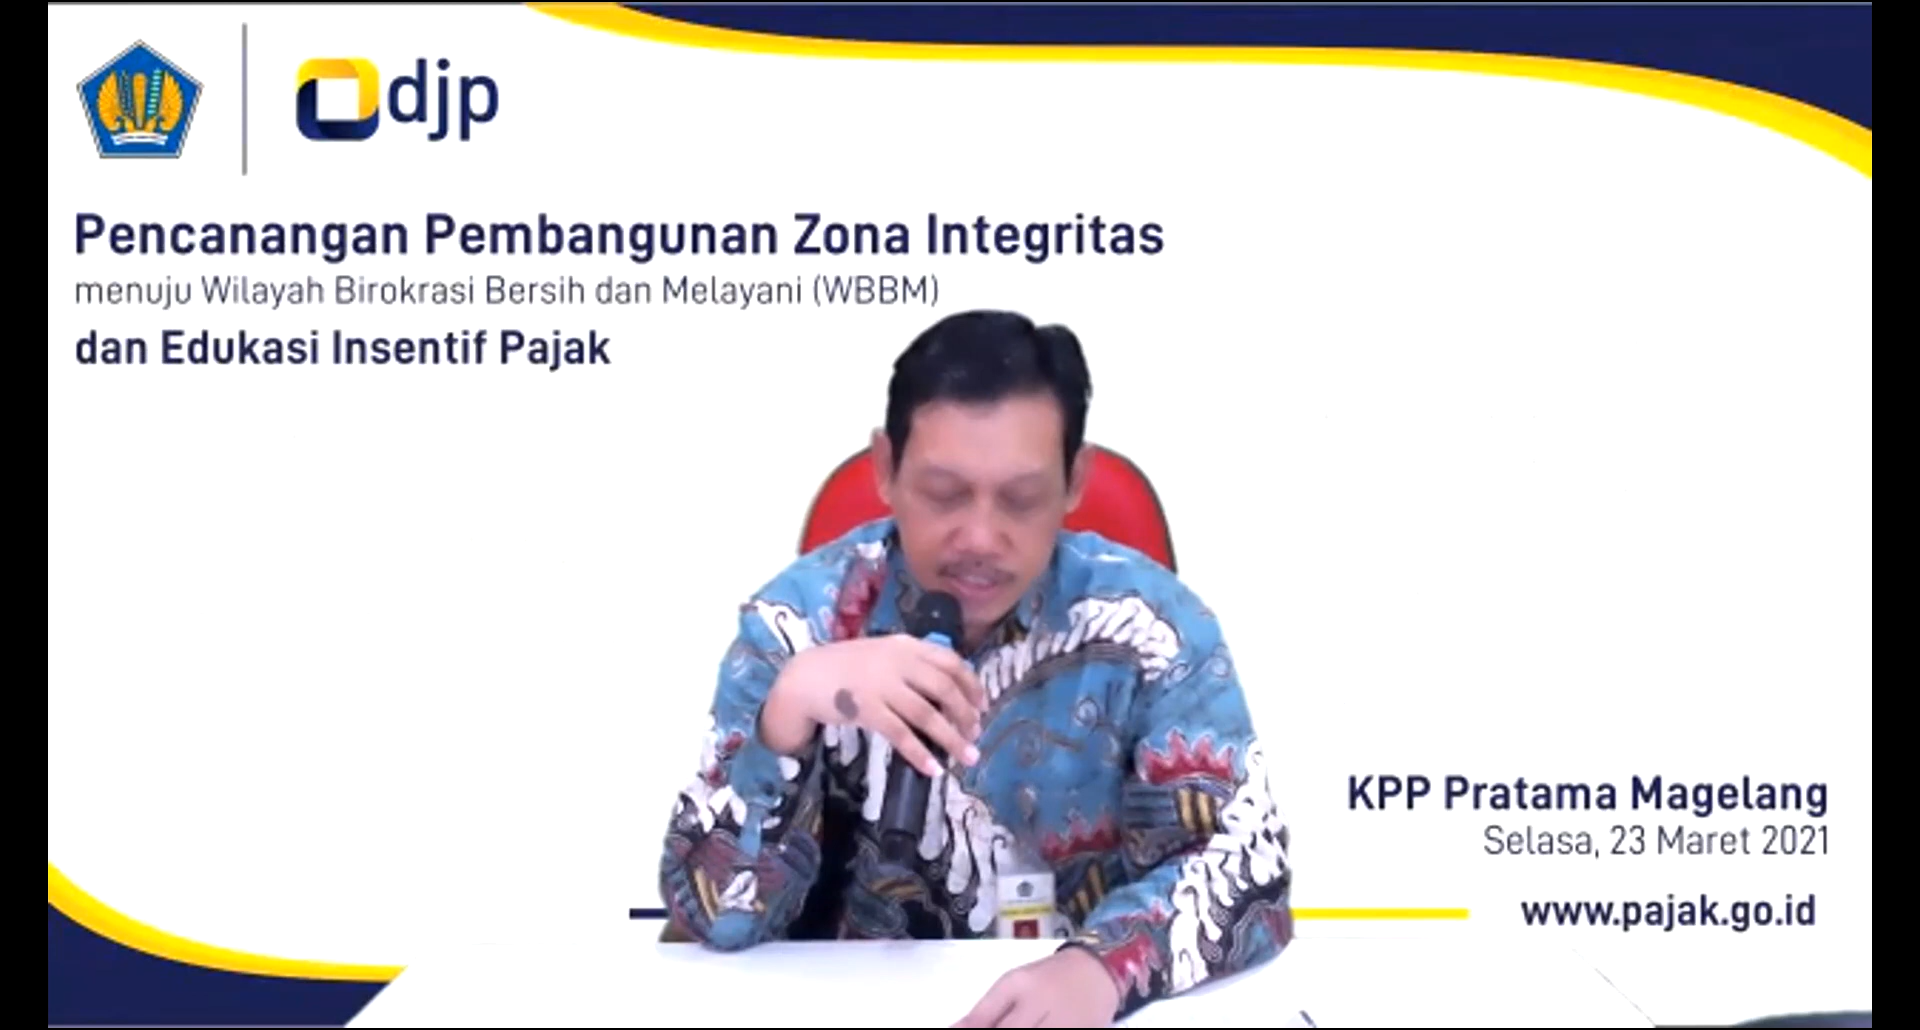 djp
Pencanangan Pembangunan Zona Integritas
menuju Wilayah Birokrasi Bersih dan Melayani (WBBM)
dan Edukasi Insentif Pajak
KPP Pratama Magelang
Selasa, 23 Maret 2021
www.pajak.go.id